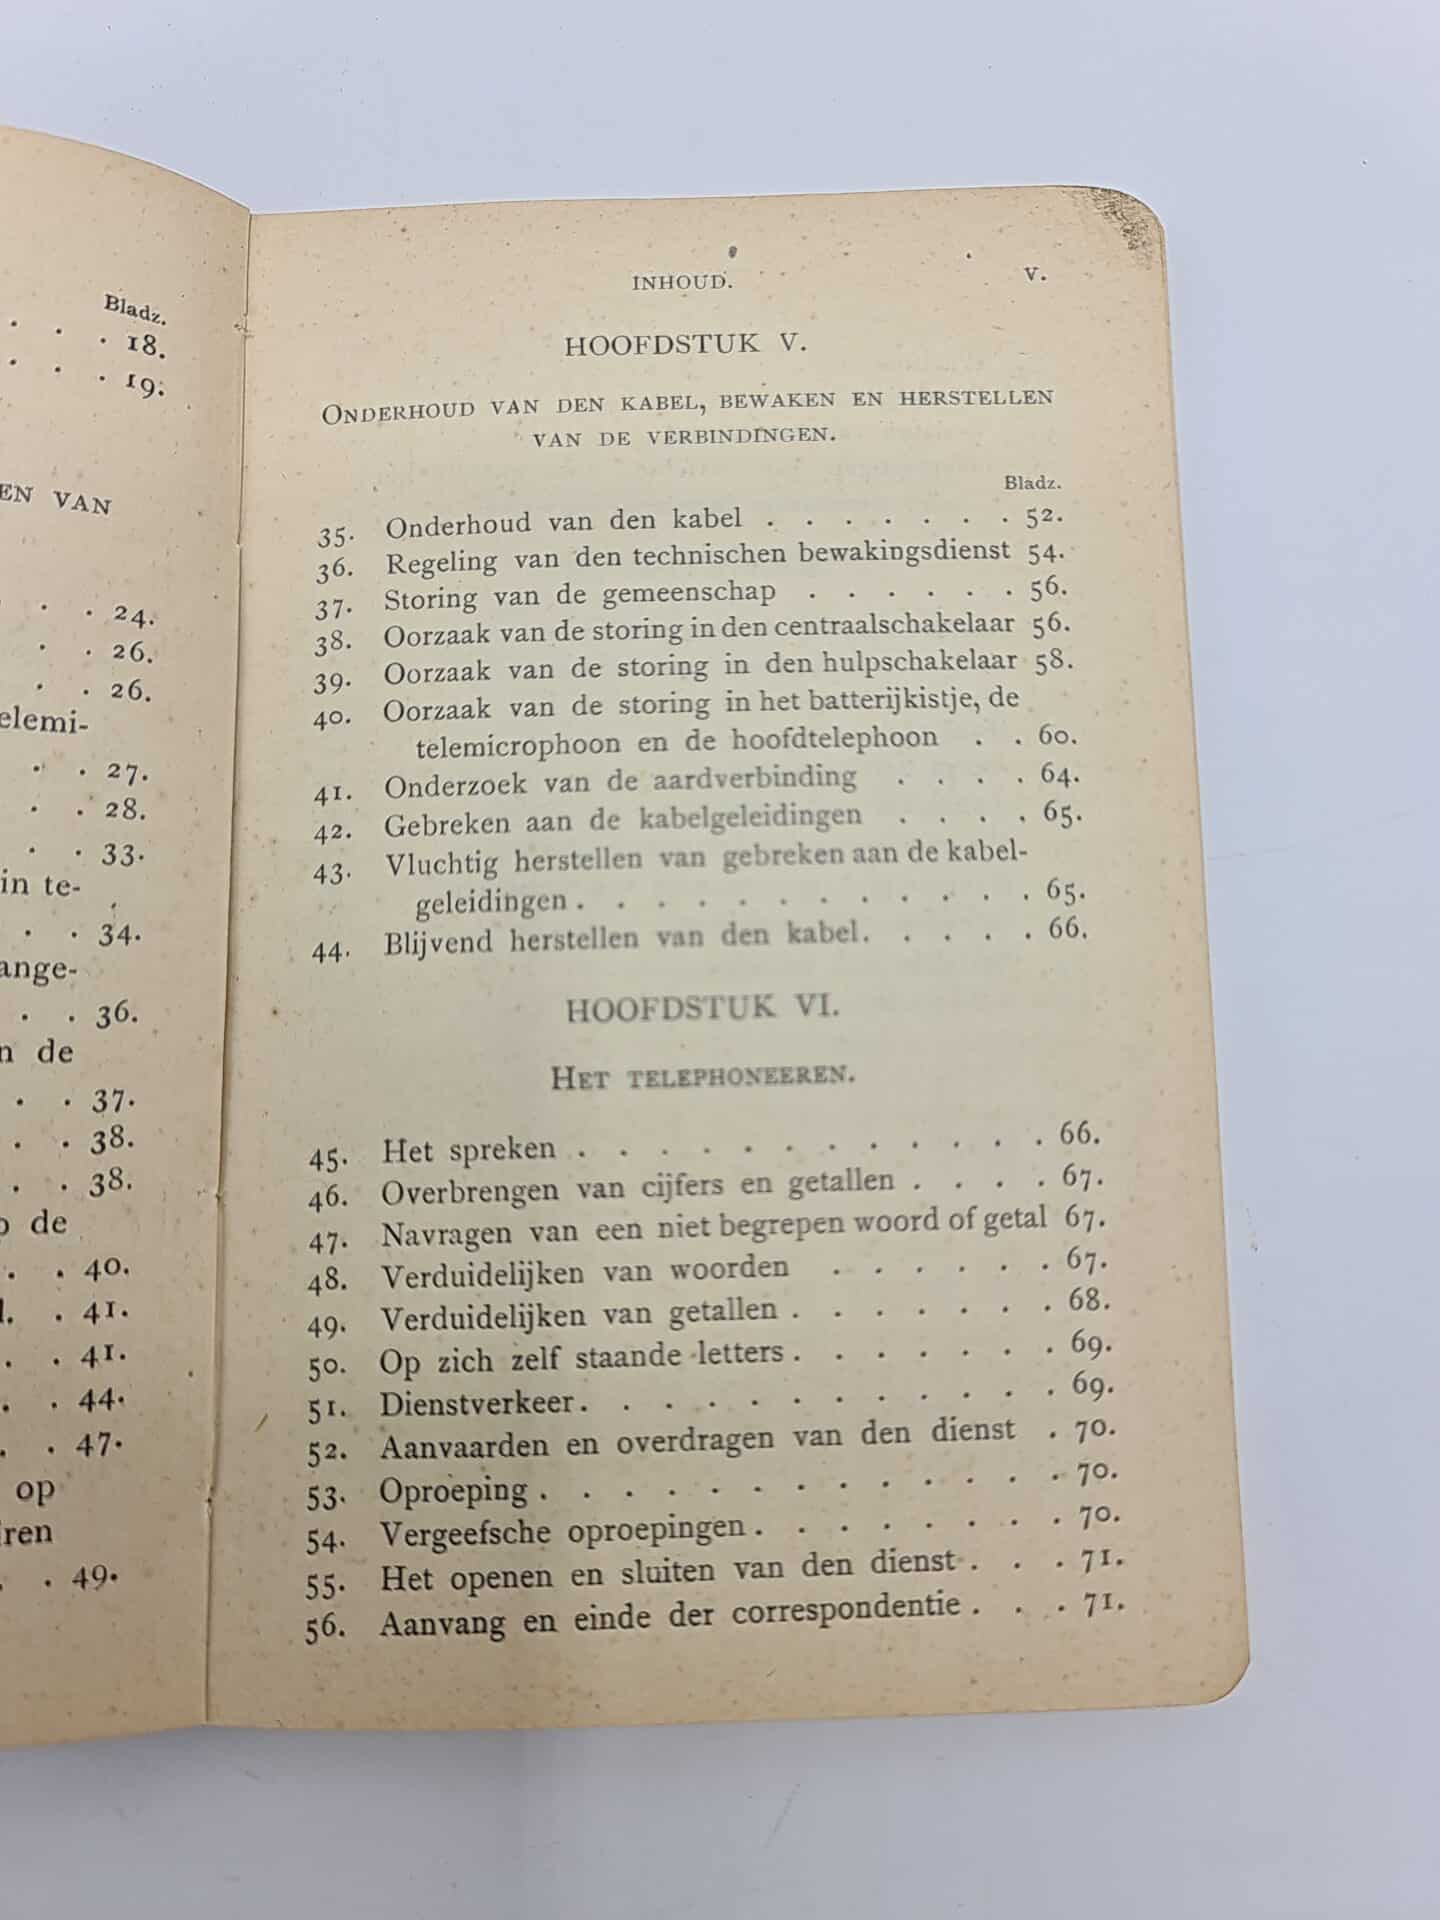 Bladz.
. . . 18.
. . . 19.
EN VAN
. . 24.
. . 26.
. . 26.
elemi-
. . 27.
. . 28.
. . 33.
in te-
. . 34.
ange-
. . 36.
n de
. . 37.
. . 38.
. . 38.
de
. . 40.
. . 41.
. . 41.
. . 44.
. . 47.
op
ren
. . 49.
INHOUD. V.
HOOFDSTUK V.
ONDERHOUD VAN DEN KABEL, BEWAKEN EN HERSTELLEN
VAN DE VERBINDINGEN.
Bladz.
35. Onderhoud van den kabel . . . . . . . 52.
36. Regeling van den technischen bewakingsdienst 54.
37. Storing van de gemeenschap . . . . . . 56.
38. Oorzaak van de storing in den centraalschakelaar 56.
39. Oorzaak van de storing in den hulpschakelaar 58.
40. Oorzaak van de storing in het batterijkistje, de
telemicrophoon en de hoofdtelephoon . . 60.
41. Onderzoek van de aardverbinding . . . . 64.
42. Gebreken aan de kabelgeleidingen . . . . 65.
43. Vluchtig herstellen van gebreken aan de kabel-
geleidingen . . . . . . . . . . . . 65.
44. Blijvend herstellen van den kabel . . . . . 66.
HOOFDSTUK VI.
HET TELEPHONEEREN.
45. Het spreken . . . . . . . . . . . . 66.
46. Overbrengen van cijfers en getallen . . . . 67.
47. Navragen van een niet begrepen woord of getal 67.
48. Verduidelijken van woorden . . . . . . 67.
49. Verduidelijken van getallen . . . . . . . 68.
50. Op zich zelf staande letters . . . . . . . 69.
51. Dienstverkeer . . . . . . . . . . . . 69.
52. Aanvaarden en overdragen van den dienst . 70.
53. Oproeping . . . . . . . . . . . . . 70.
54. Vergeefsche oproepingen . . . . . . . . 70.
55. Het openen en sluiten van den dienst . . . 71.
56. Aanvang en einde der correspondentie . . . 71.